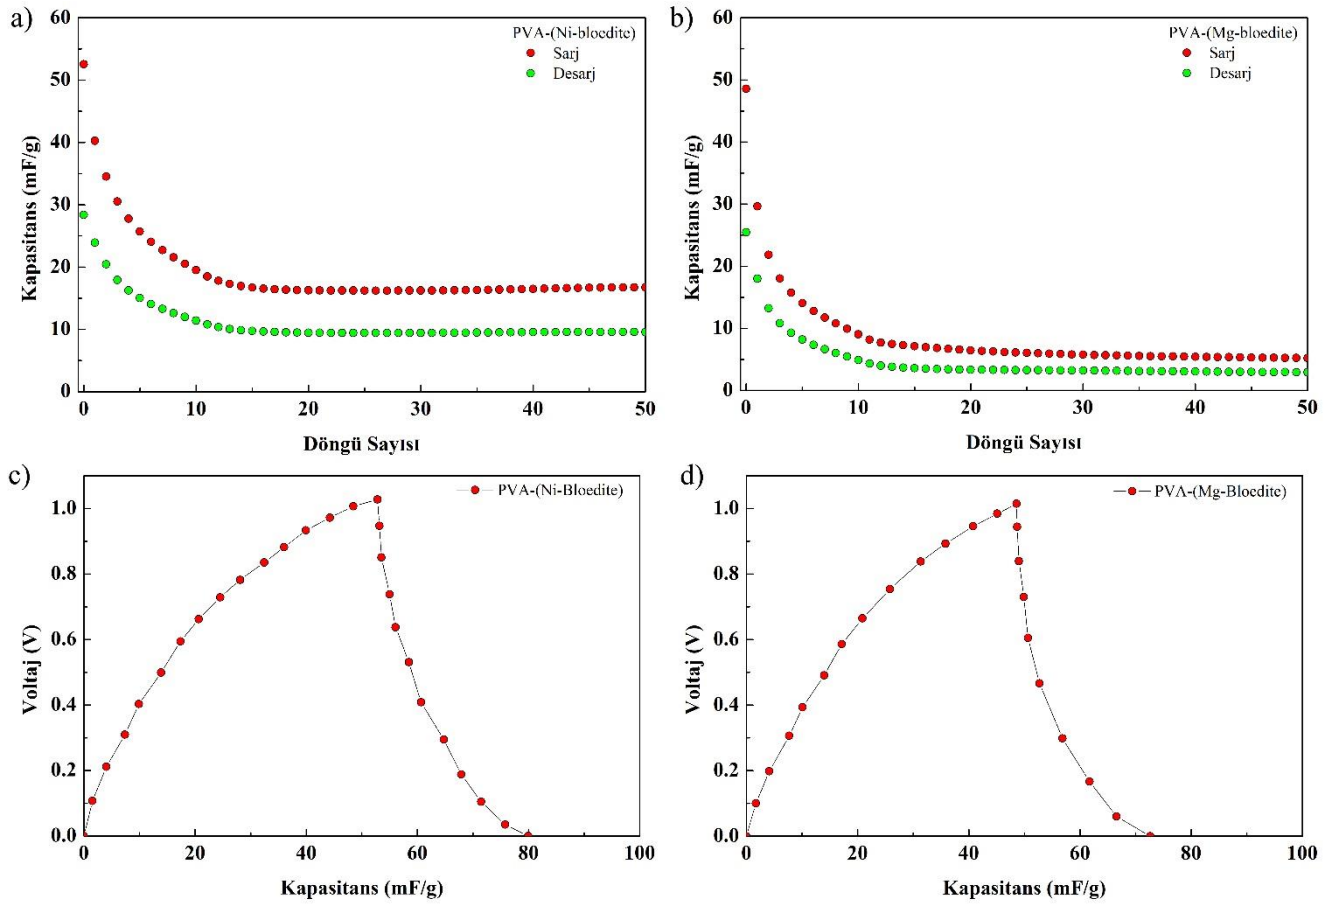 a)
60
50
40
30
20
10
0
Kapasitans (mF/g)
PVA-(Ni-bloedite)
Sarj
Desarj
0 10 20 30 40 50
Döngü Sayısı
b)
60
50
40
30
20
10
0
Kapasitans (mF/g)
PVA-(Mg-bloedite)
Sarj
Desarj
0 10 20 30 40 50
Döngü Sayısı
c)
1.0
0.8
0.6
0.4
0.2
0.0
Voltaj (V)
PVA-(Ni-Bloedite)
0 20 40 60 80 100
Kapasitans (mF/g)
d)
1.0
0.8
0.6
0.4
0.2
0.0
Voltaj (V)
PVA-(Mg-Bloedite)
0 20 40 60 80 100
Kapasitans (mF/g)